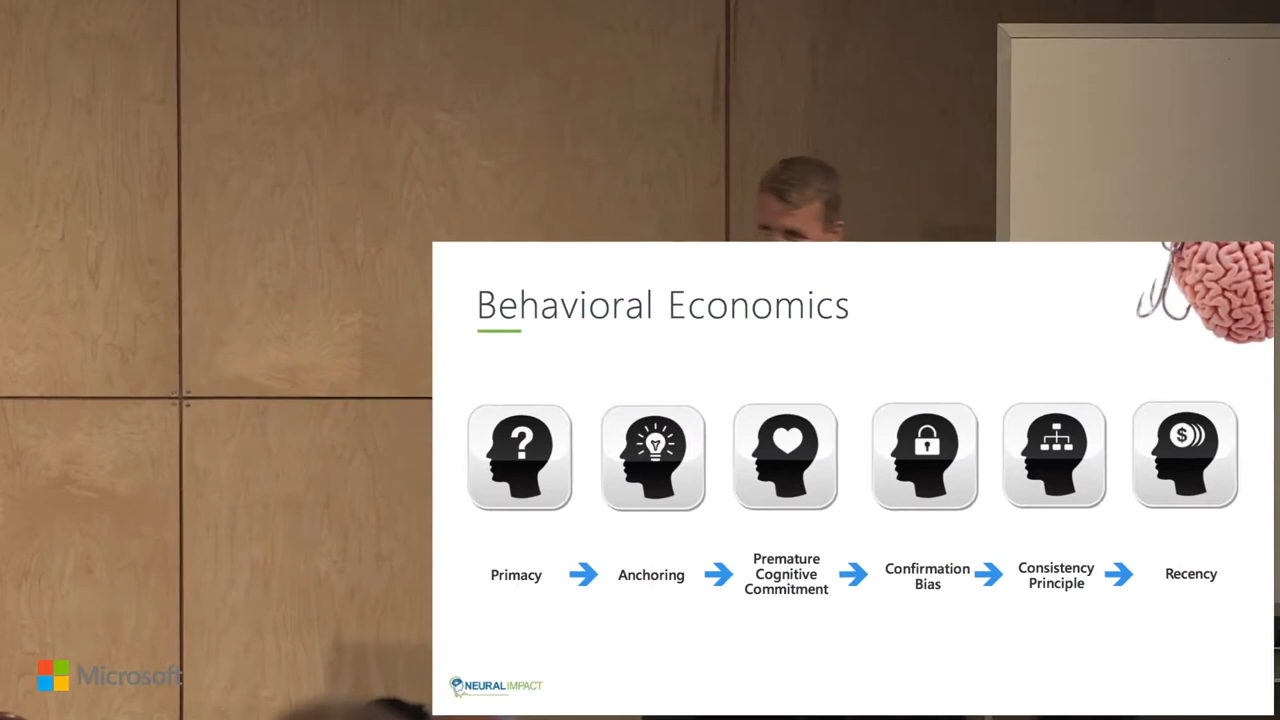 Behavioral Economics
?
$
Primacy
Anchoring
Premature
Cognitive
Commitment
Confirmation
Bias
Consistency
Principle
Recency
Microsoft
NEURAL IMPACT